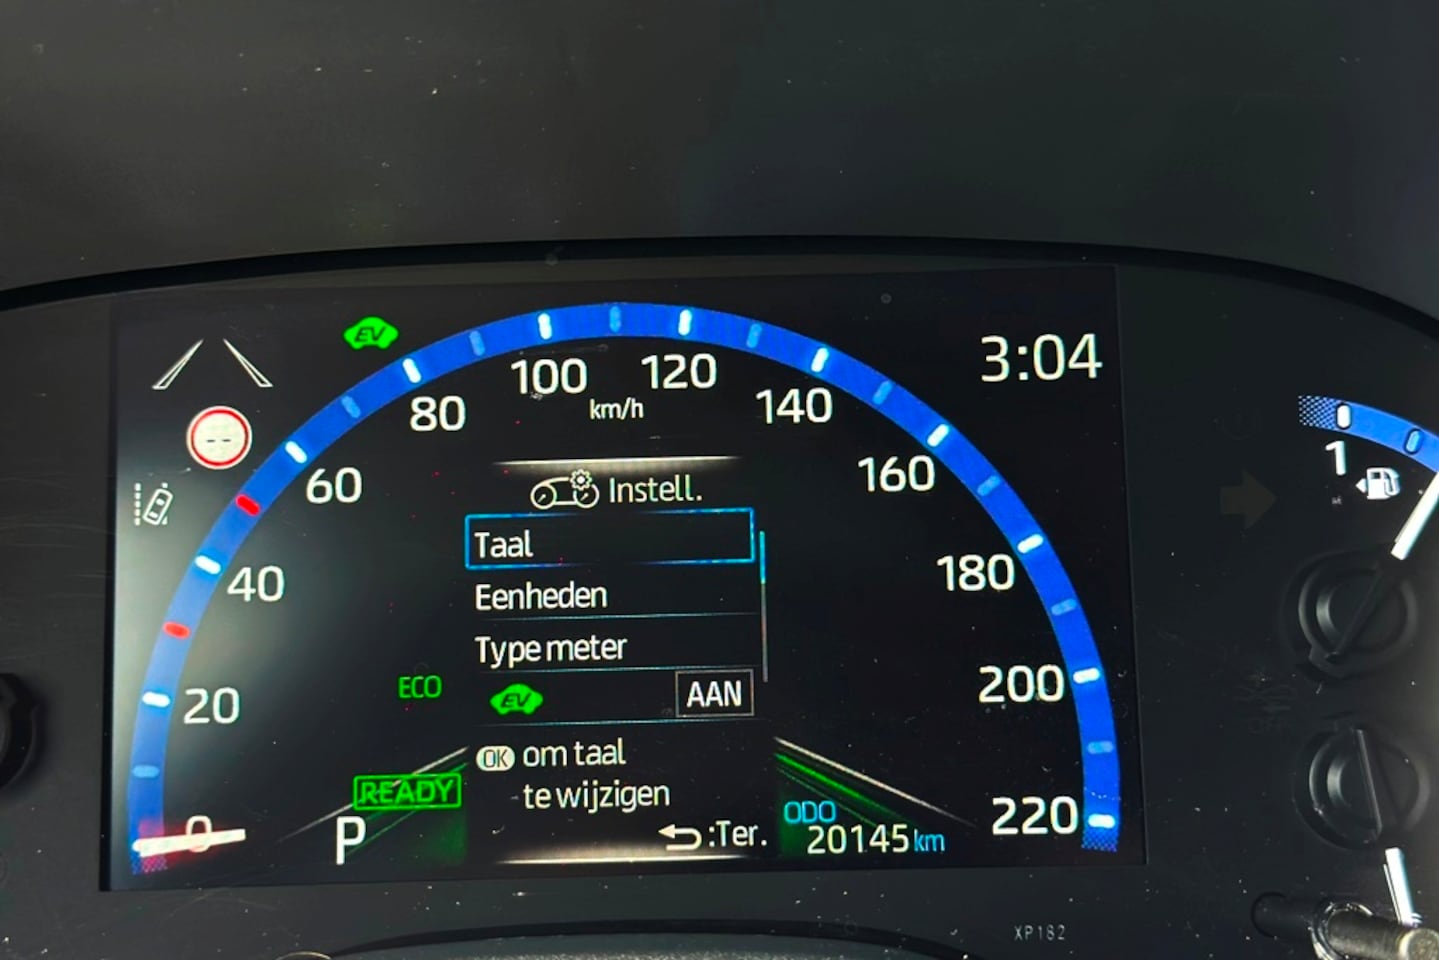 EV
3:04
100
120
km/h
80
140
60
160
1
Instell.
40
Taal
180
Eenheden
Type meter
ECO
EV AAN
20
200
OK om taal
te wijzigen
READY
0
P
:Ter.
ODO
20145 km
220
XP182